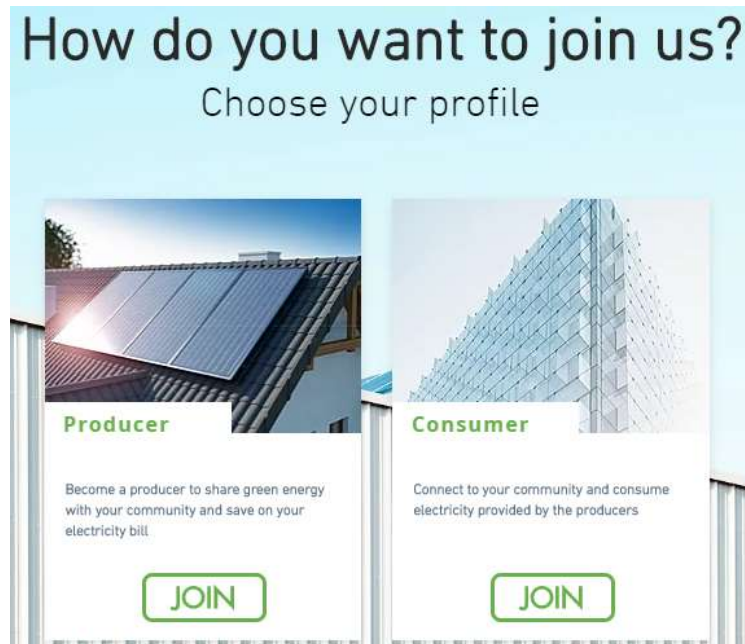 How do you want to join us?
Choose your profile
Producer
Become a producer to share green energy
with your community and save on your
electricity bill
JOIN
Consumer
Connect to your community and consume
electricity provided by the producers
JOIN